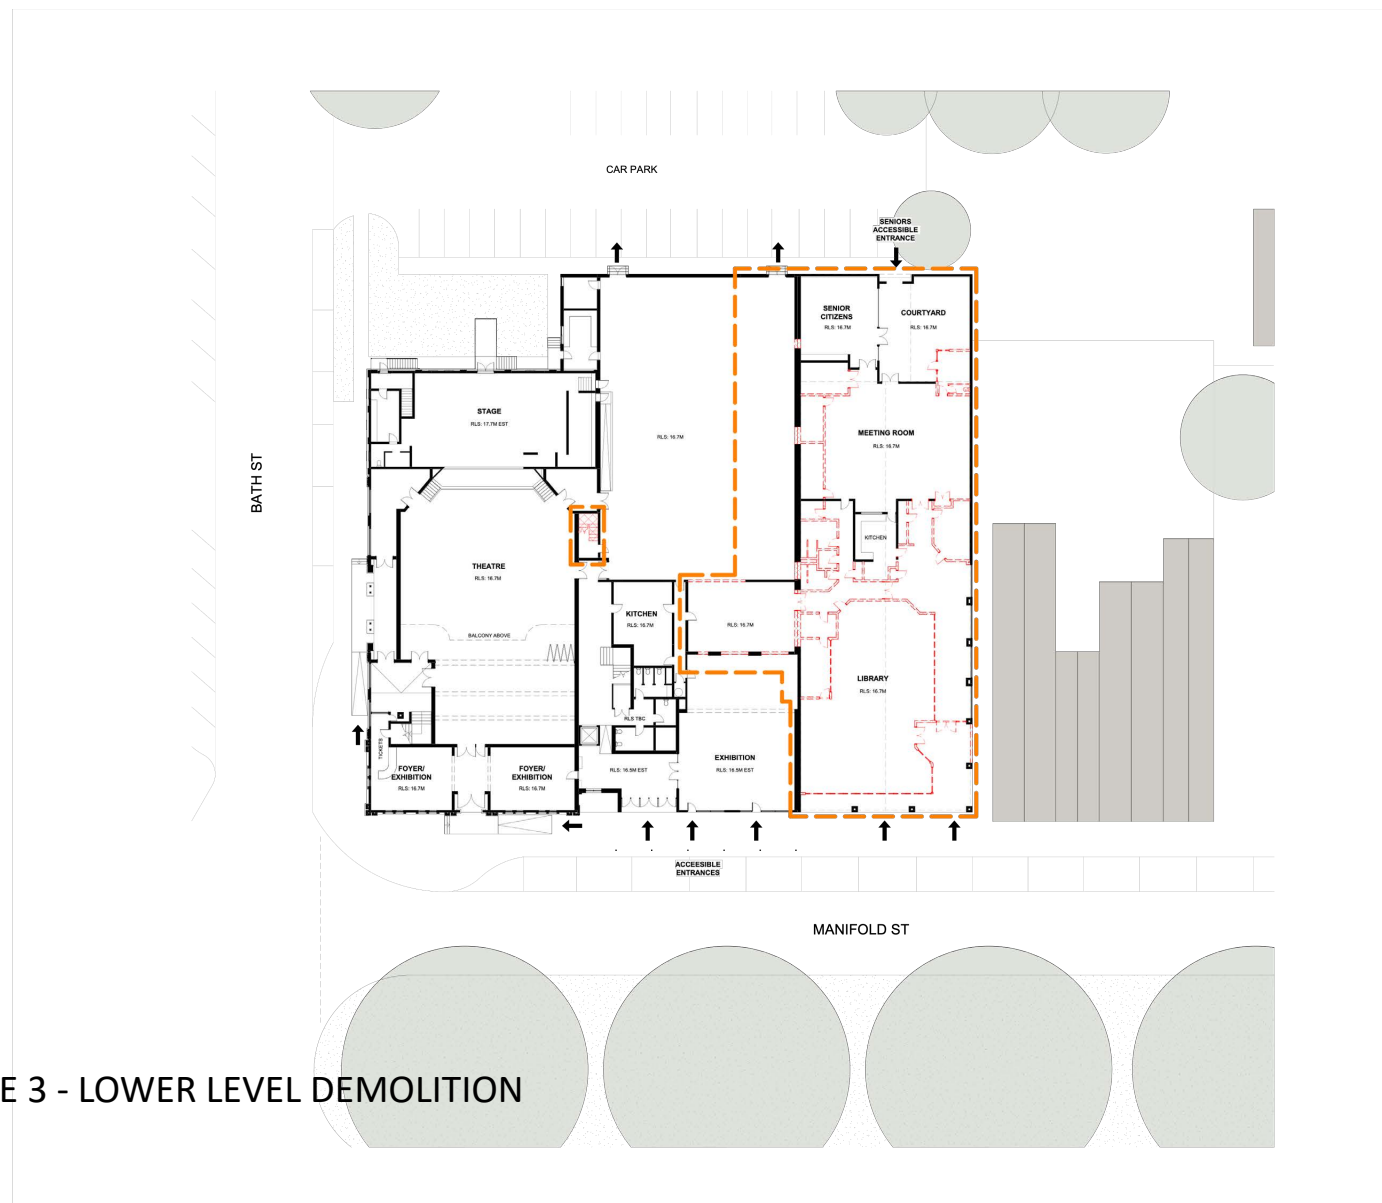 CAR PARK
SENIORS
ACCESSIBLE
ENTRANCE
SENIOR
CITIZENS
RLS: 16.7M
COURTYARD
RLS: 16.7M
STAGE
RLS: 17.7M EST
RLS: 16.7M
MEETING ROOM
RLS: 16.7M
BATH ST
KITCHEN
THEATRE
RLS: 16.7M
KITCHEN
RLS: 16.7M
RLS: 16.7M
BALCONY ABOVE
LIBRARY
RLS: 16.7M
RLS TBC
TICKETS
FOYER/
EXHIBITION
RLS: 16.7M
FOYER/
EXHIBITION
RLS: 16.7M
RLS: 16.5M EST
EXHIBITION
RLS: 16.5M EST
ACCEESIBLE
ENTRANCES
MANIFOLD ST
E 3 - LOWER LEVEL DEMOLITION